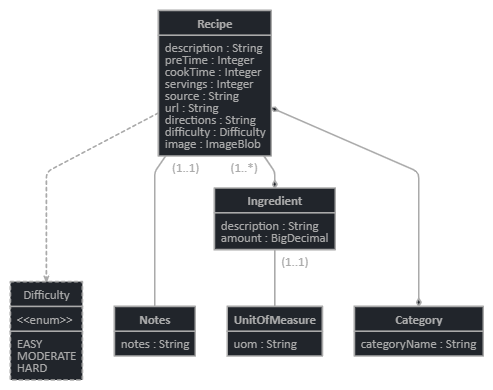 Recipe
description : String
preTime : Integer
cookTime : Integer
servings : Integer
source : String
url : String
directions : String
difficulty : Difficulty
image : ImageBlob
(1..1)
(1..*)
Ingredient
description : String
amount : BigDecimal
(1..1)
Difficulty
<<enum>>
EASY
MODERATE
HARD
Notes
notes : String
UnitOfMeasure
uom : String
Category
categoryName : String